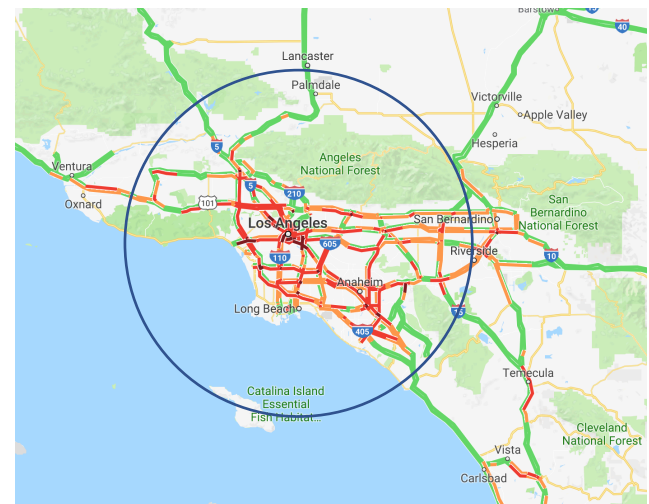 Barstow
15
40
Lancaster
Palmdale
Victorville
Apple Valley
Hesperia
5
Angeles
National Forest
Ventura
5
210
Oxnard
101
San
Bernardino
National Forest
San Bernardino
Los Angeles
605
Riverside
110
10
Anaheim
Long Beach
15
405
Temecula
Catalina Island
Essential
Fish Habitat...
Cleveland
National Forest
Vista
Carlsbad